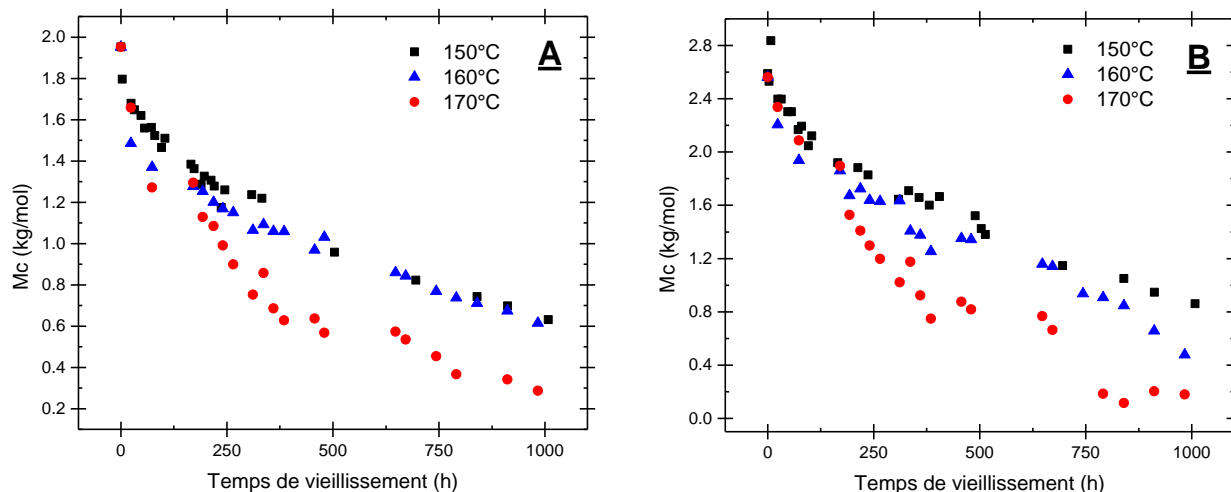 A
150°C
160°C
170°C
2.0
1.8
1.6
1.4
1.2
1.0
0.8
0.6
0.4
0.2
Mc (kg/mol)
0 250 500 750 1000
Temps de vieillissement (h)
B
150°C
160°C
170°C
2.8
2.4
2.0
1.6
1.2
0.8
0.4
0.0
Mc (kg/mol)
0 250 500 750 1000
Temps de vieillissement (h)